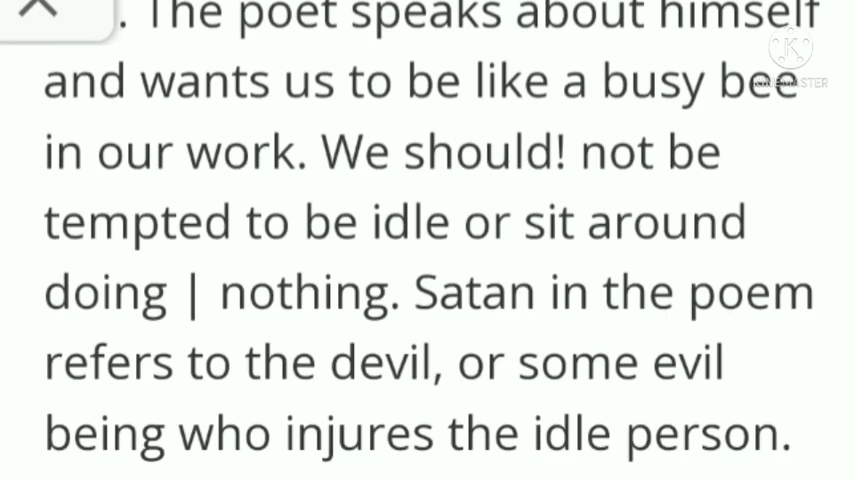 . The poet speaks about himself
and wants us to be like a busy bee
KINEMASTER
in our work. We should! not be
tempted to be idle or sit around
doing | nothing. Satan in the poem
refers to the devil, or some evil
being who injures the idle person.